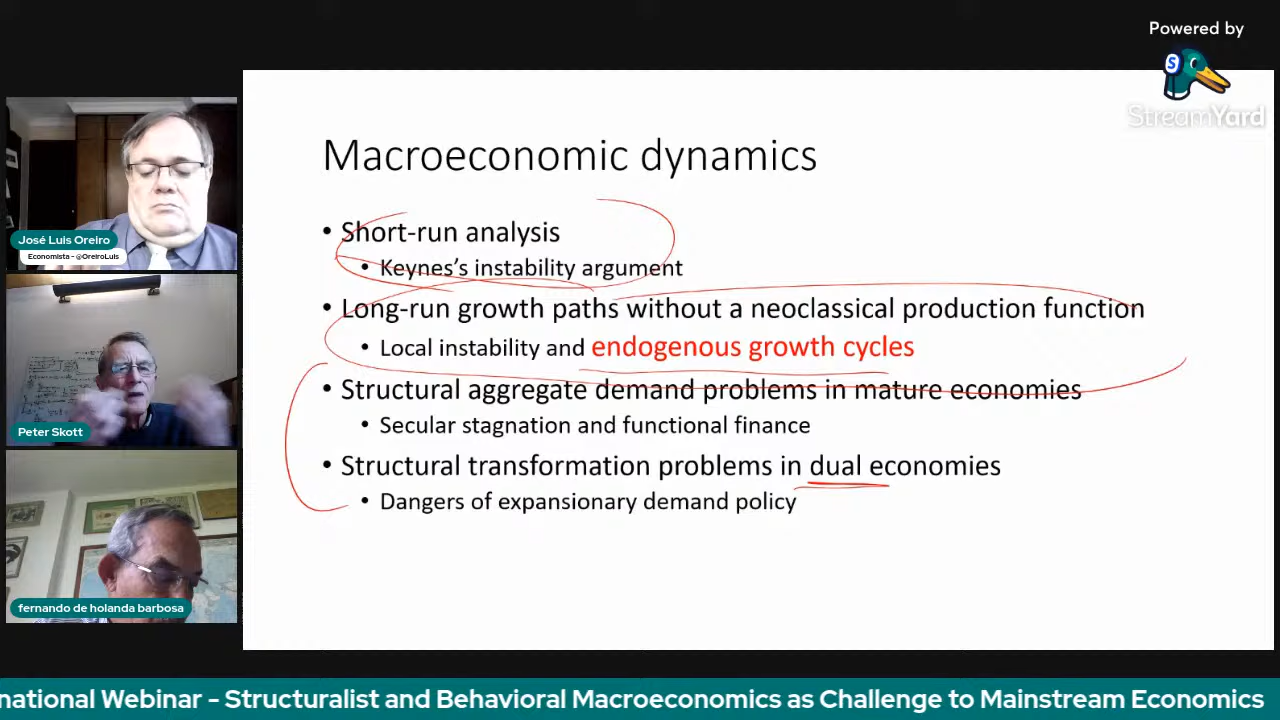 Powered by
S
StreamYard
Macroeconomic dynamics
• Short-run analysis
• Keynes's instability argument
• Long-run growth paths without a neoclassical production function
• Local instability and endogenous growth cycles
• Structural aggregate demand problems in mature economies
• Secular stagnation and functional finance
• Structural transformation problems in dual economies
• Dangers of expansionary demand policy
José Luis Oreiro
Economista - @OreiroLuis
Peter Skott
fernando de holanda barbosa
national Webinar - Structuralist and Behavioral Macroeconomics as Challenge to Mainstream Economics